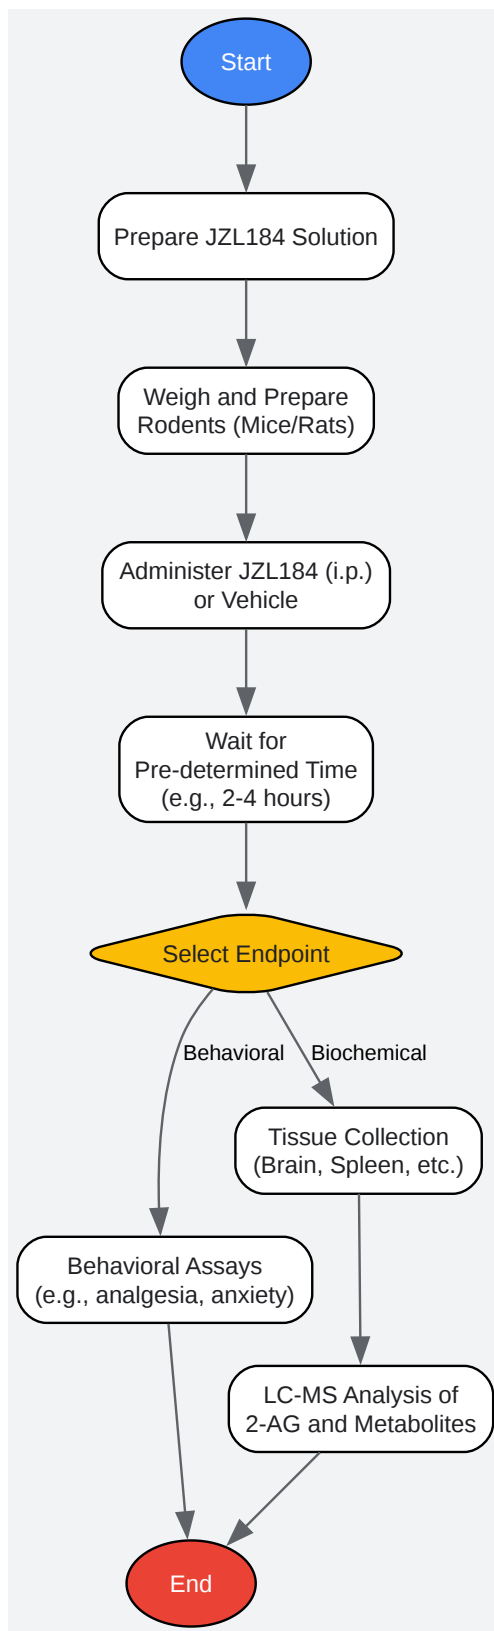 Start
Prepare JZL184 Solution
Weigh and Prepare
Rodents (Mice/Rats)
Administer JZL184 (i.p.)
or Vehicle
Wait for
Pre-determined Time
(e.g., 2-4 hours)
Select Endpoint
Behavioral
Biochemical
Tissue Collection
(Brain, Spleen, etc.)
Behavioral Assays
(e.g., analgesia, anxiety)
LC-MS Analysis of
2-AG and Metabolites
End